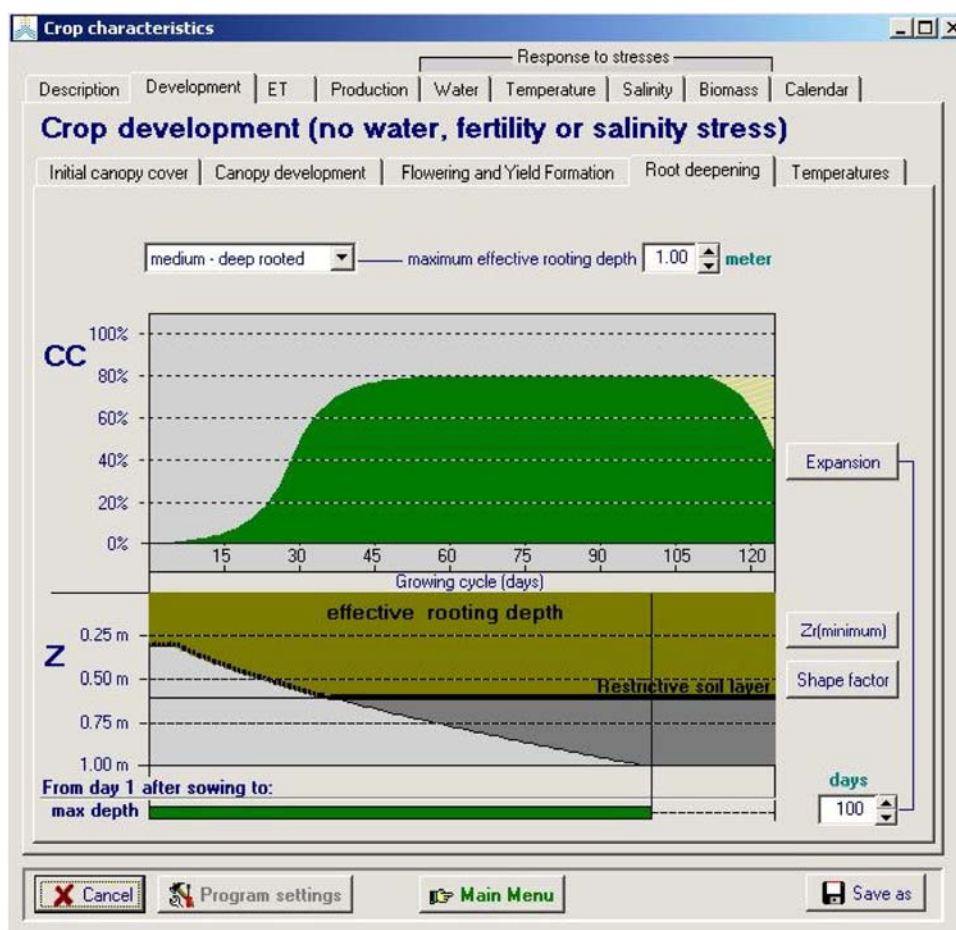 Crop characteristics
Response to stresses
Description Development ET Production Water Temperature Salinity Biomass Calendar
Crop development (no water, fertility or salinity stress)
Initial canopy cover Canopy development Flowering and Yield Formation Root deepening Temperatures
medium - deep rooted maximum effective rooting depth 1.00 meter
100%
CC
80%
60%
40%
Expansion
20%
0%
15 30 45 60 75 90 105 120
Growing cycle (days)
effective rooting depth
0.25 m
Zr(minimum)
Z
0.50 m
Shape factor
Restrictive soil layer
0.75 m
1.00 m
From day 1 after sowing to:
days
max depth
100
Cancel Program settings Main Menu Save as